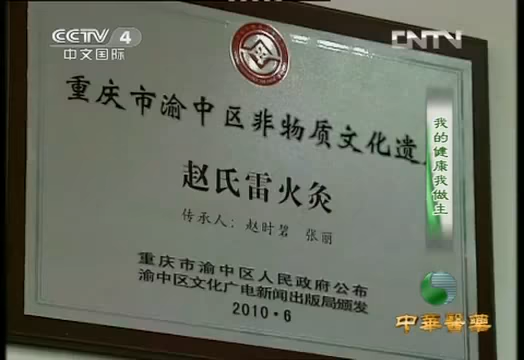 CCTV 4
中文国际
CNTV
重庆市渝中区非物质文化遗
赵氏雷火灸
传承人：赵时碧 张丽
重庆市渝中区人民政府公布
渝中区文化广电新闻出版局颁发
2010·6
我的健康我做主
中華醫藥